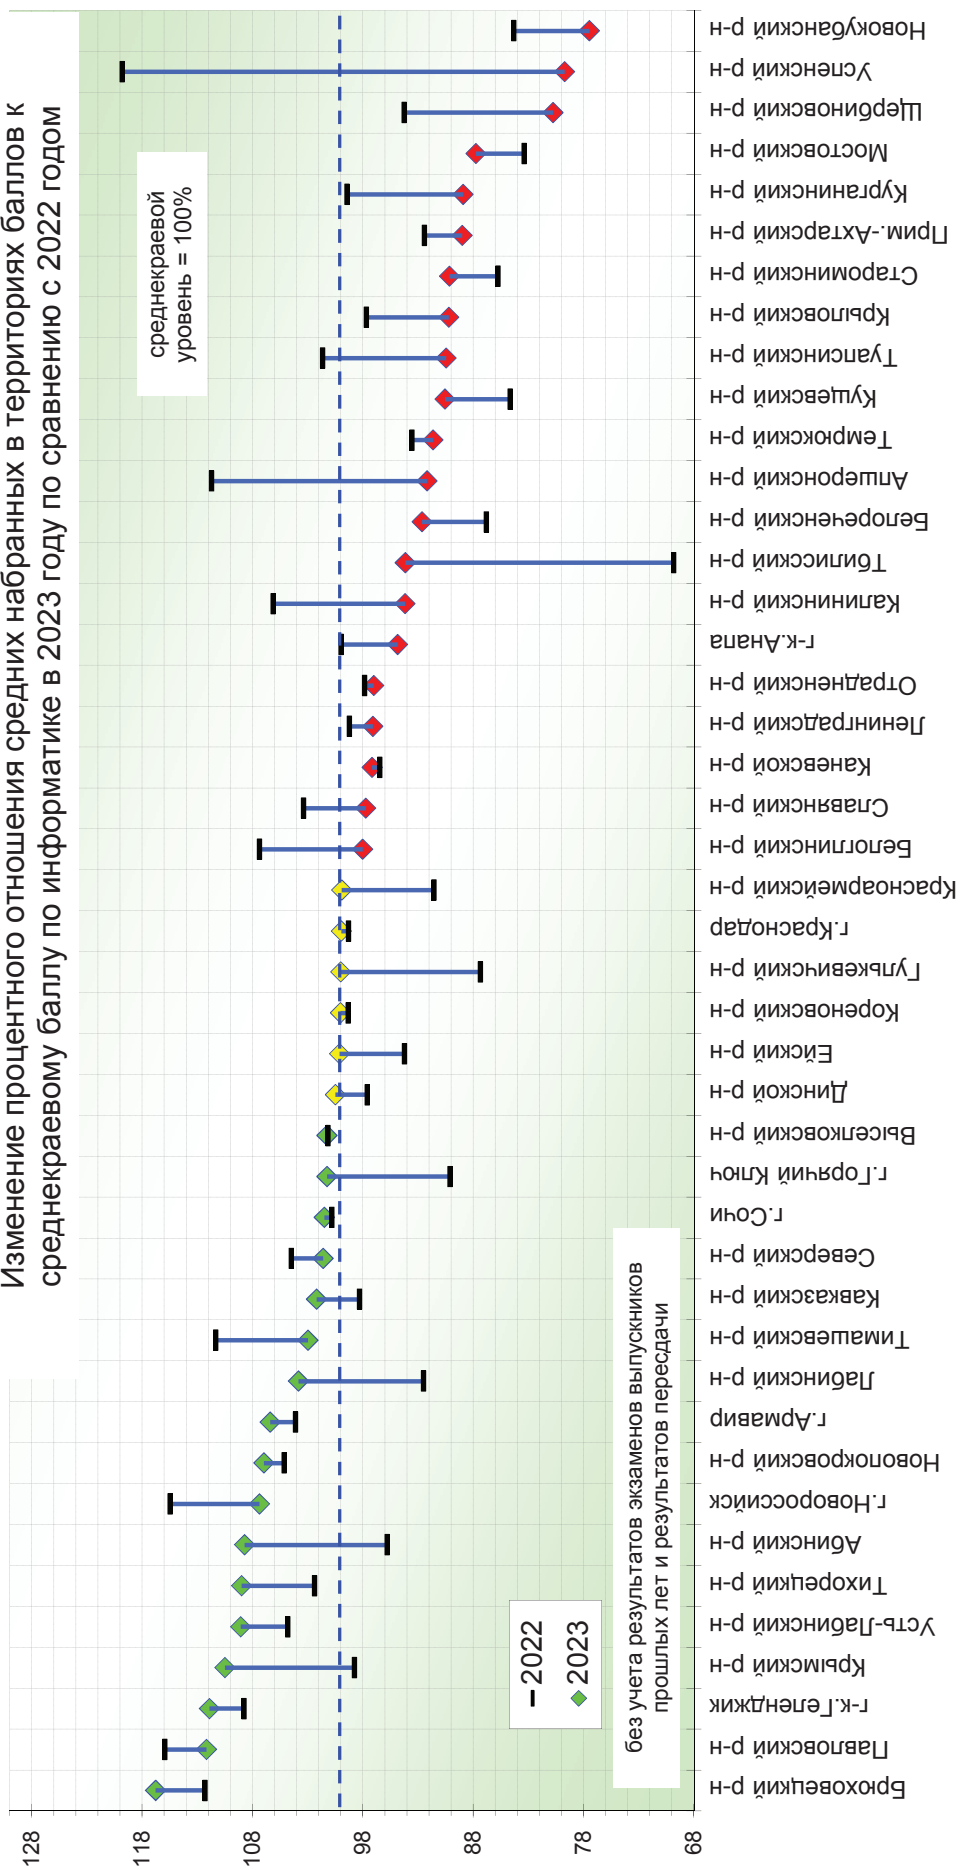 Изменение процентного отношения средних набранных в территориях баллов к
среднекраевому баллу по информатике в 2023 году по сравнению с 2022 годом
среднекраевой
уровень = 100%
128
118
108
98
88
78
68
2022
2023
без учета результатов экзаменов выпускников
прошлых лет и результатов пересдачи
Брюховецкий р-н
Павловский р-н
г-к.Геленджик
Крымский р-н
Усть-Лабинский р-н
Тихорецкий р-н
Абинский р-н
г.Новороссийск
Новопокровский р-н
г.Армавир
Лабинский р-н
Тимашевский р-н
Кавказский р-н
Северский р-н
г.Сочи
г.Горячий Ключ
Выселковский р-н
Динской р-н
Ейский р-н
Кореновский р-н
Гулькевичский р-н
г.Краснодар
Красноармейский р-н
Белоглинский р-н
Славянский р-н
Каневской р-н
Ленинградский р-н
Отрадненский р-н
г-к.Анапа
Калининский р-н
Тбилисский р-н
Белореченский р-н
Апшеронский р-н
Темрюкский р-н
Кущевский р-н
Туапсинский р-н
Крыловский р-н
Староминский р-н
Прим.-Ахтарский р-н
Курганинский р-н
Мостовский р-н
Щербиновский р-н
Успенский р-н
Новокубанский р-н